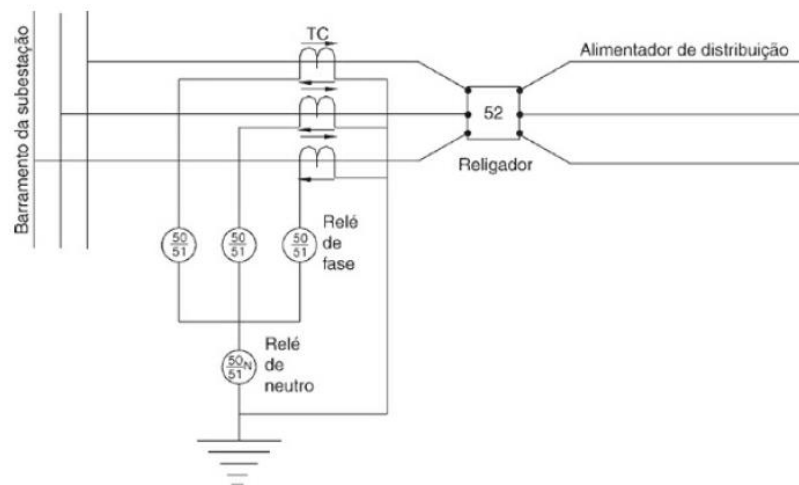 TC
Alimentador de distribuição
Barramento da subestação
52
Religador
50
51
50
51
50
51
Relé
de
fase
50N
51
Relé
de
neutro